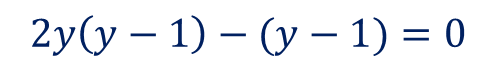 2y(y − 1) − (y − 1) = 0